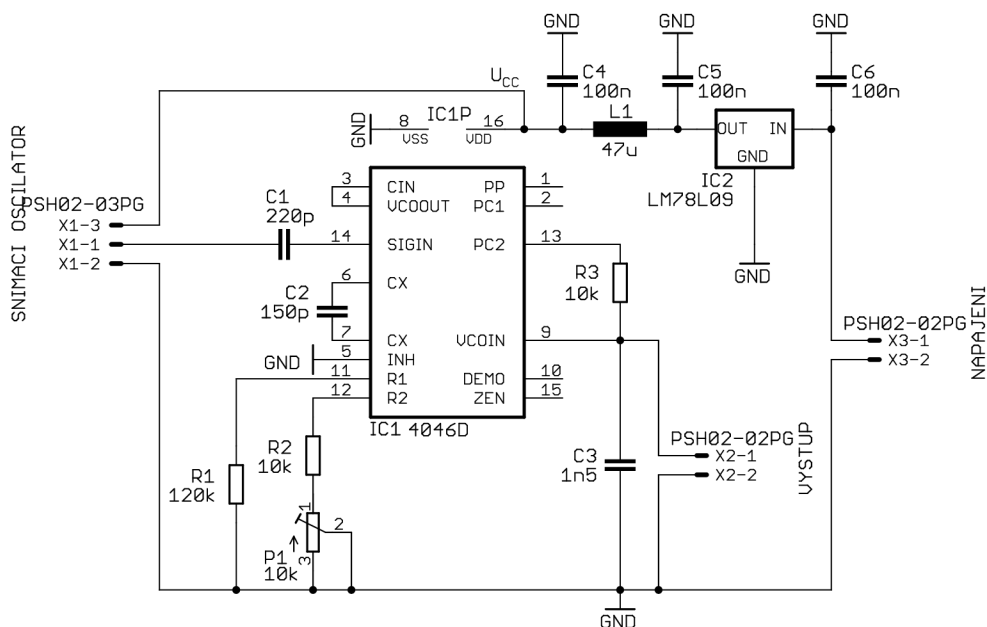 GND
GND
GND
C4
100n
C5
100n
C6
100n
UCC
IC1P
GND
8
VSS
16
VDD
L1
47u
OUT
IN
GND
IC2
LM78L09
GND
SNIMACI OSCILATOR
PSH02-03PG
X1-3
X1-1
X1-2
C1
220p
C2
150p
3
4
14
6
7
5
11
12
CIN
VCOOUT
SIGIN
CX
CX
INH
R1
R2
PP
PC1
PC2
VCOIN
DEMO
ZEN
1
2
13
9
10
15
IC1 4046D
GND
R3
10k
PSH02-02PG
X3-1
X3-2
NAPAJENI
R1
120k
R2
10k
P1
10k
1
2
3
C3
1n5
PSH02-02PG
X2-1
X2-2
VYSTUP
GND